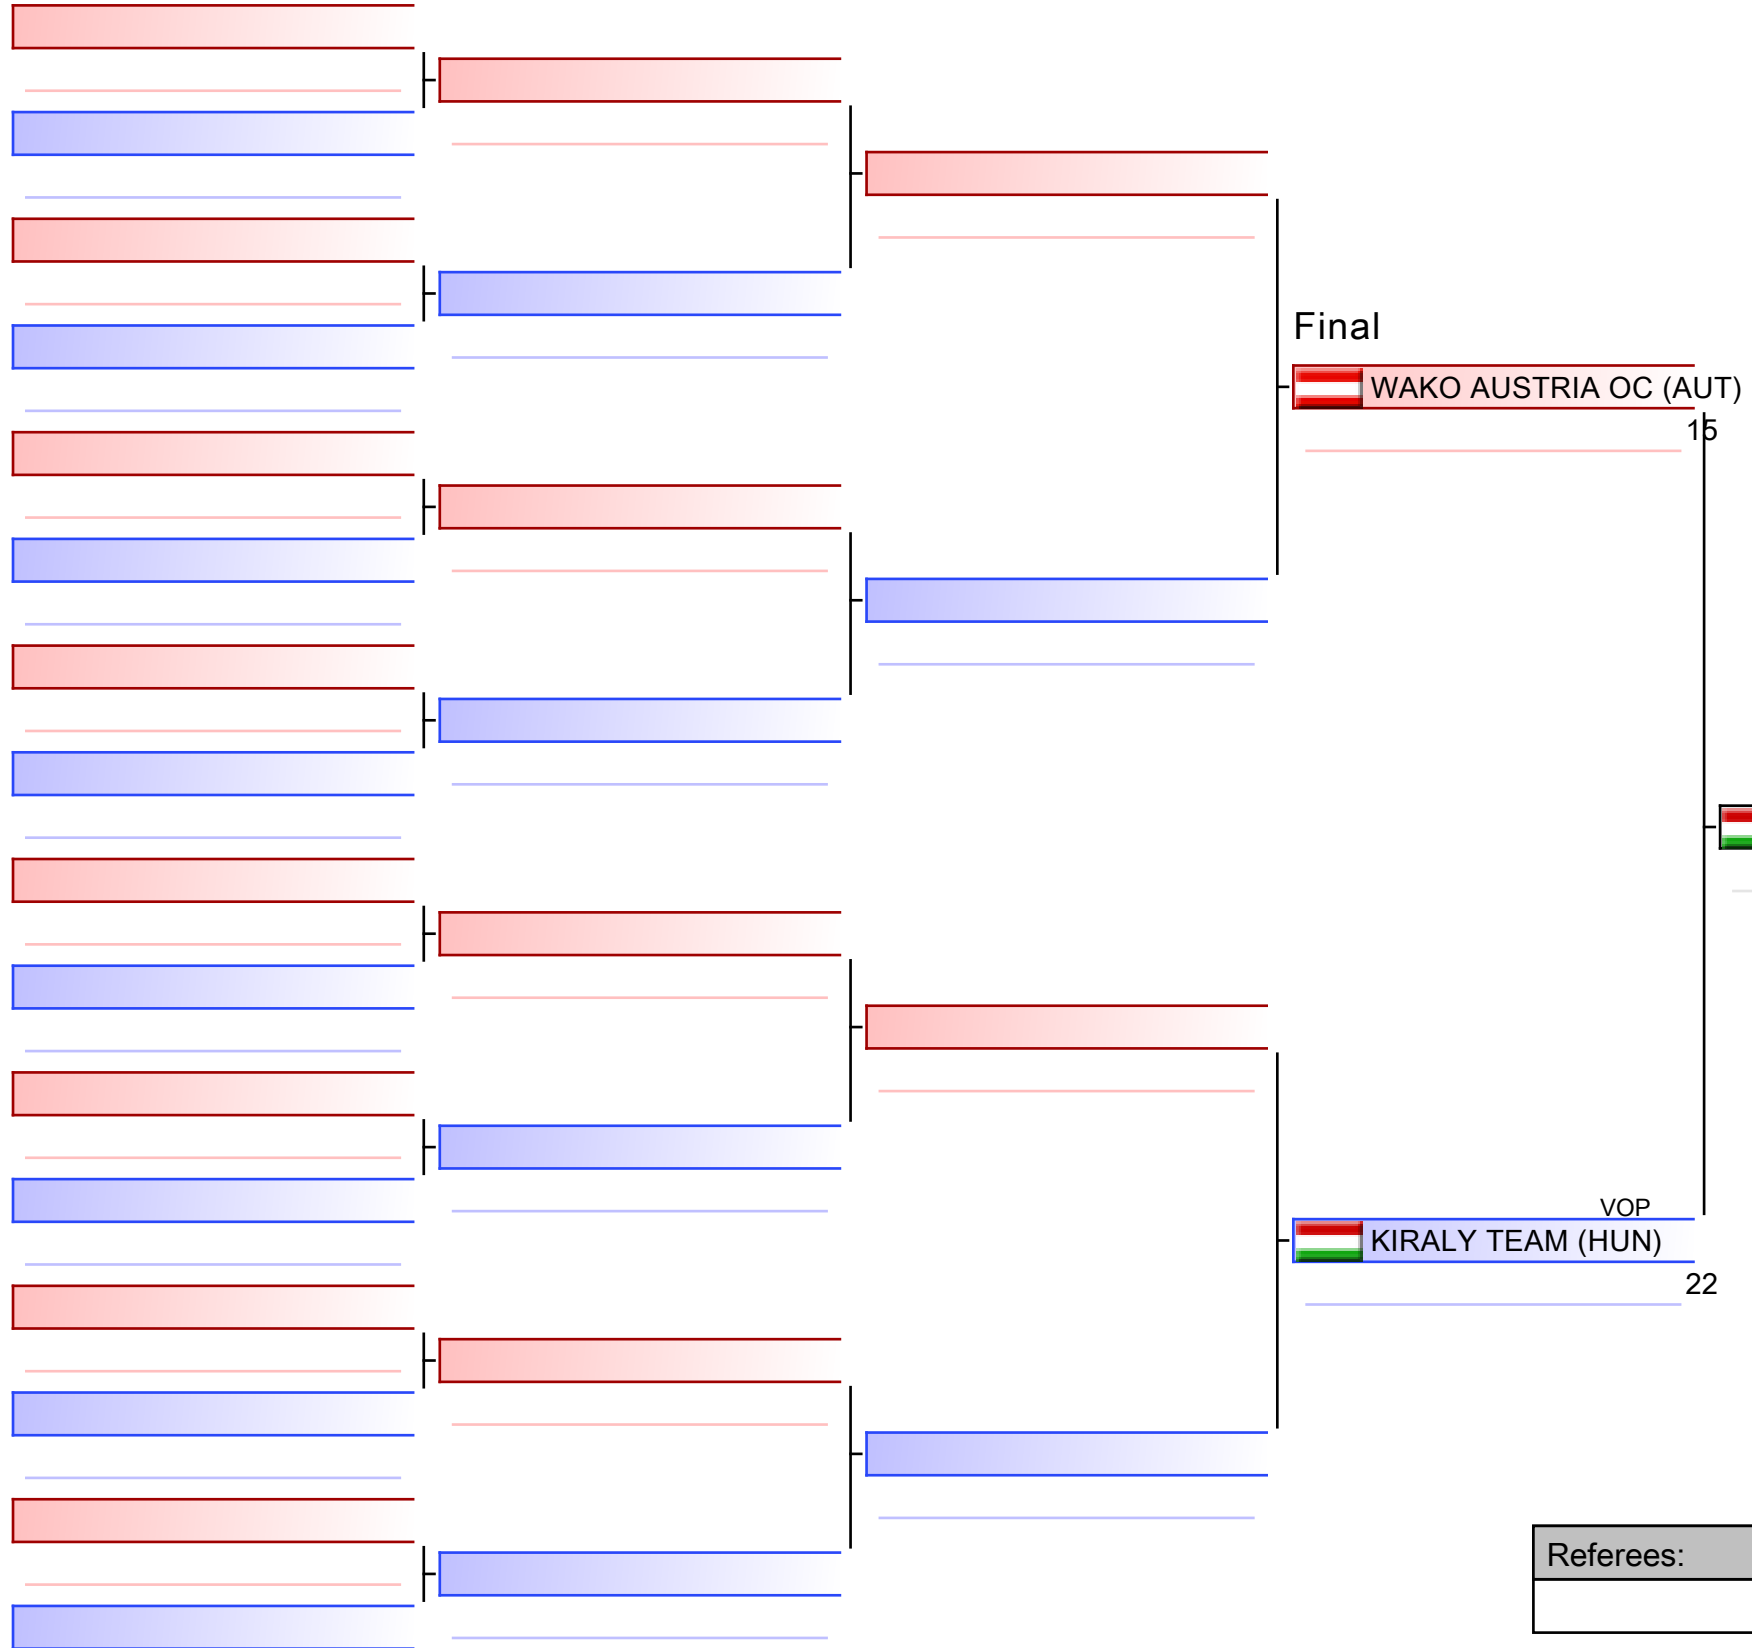 Final
WAKO AUSTRIA OC (AUT)
15
VOP
KIRALY TEAM (HUN)
22
Referees: